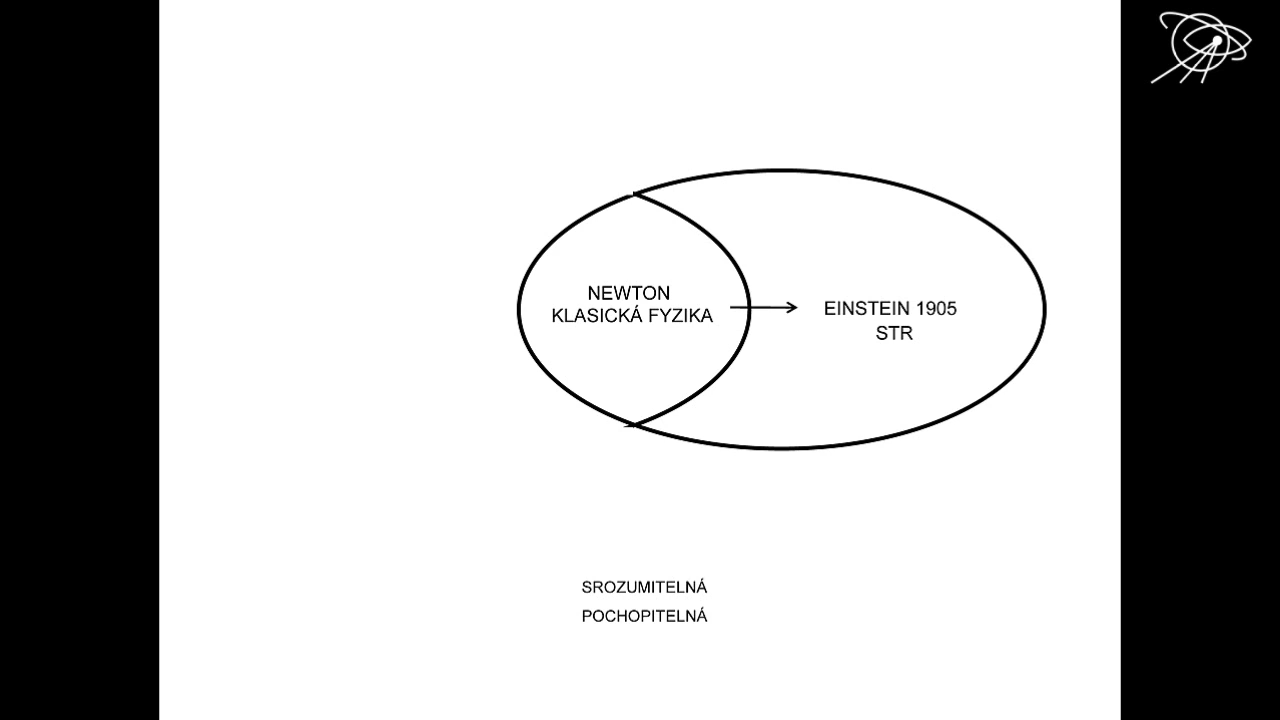 NEWTON
KLASICKÁ FYZIKA
EINSTEIN 1905
STR
SROZUMITELNÁ
POCHOPITELNÁ